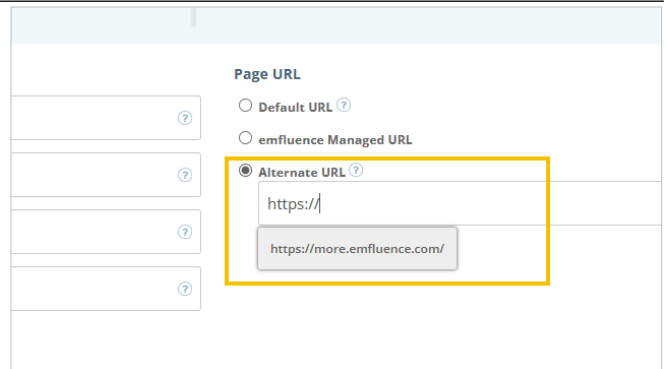 Page URL
Default URL ?
emfluence Managed URL
Alternate URL ?
https://
https://more.emfluence.com/
?
?
?
?